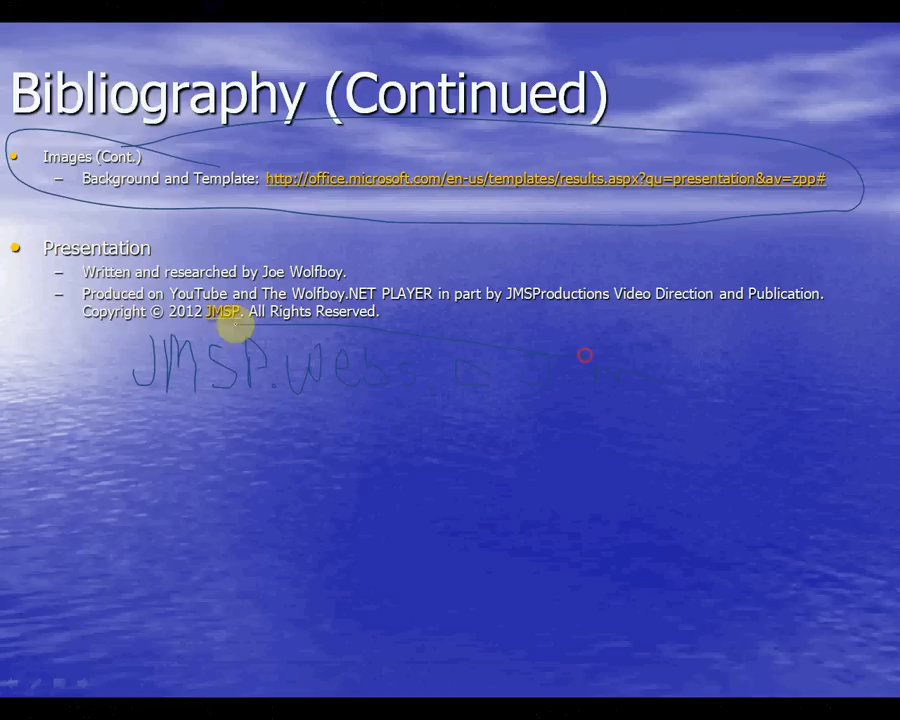 Bibliography (Continued)
Images (Cont.)
– Background and Template: http://office.microsoft.com/en-us/templates/results.aspx?qu=presentation&av=zpp#
Presentation
– Written and researched by Joe Wolfboy.
– Produced on YouTube and The Wolfboy.NET PLAYER in part by JMSProductions Video Direction and Publication.
Copyright © 2012 JMSP. All Rights Reserved.
JMSP.webs